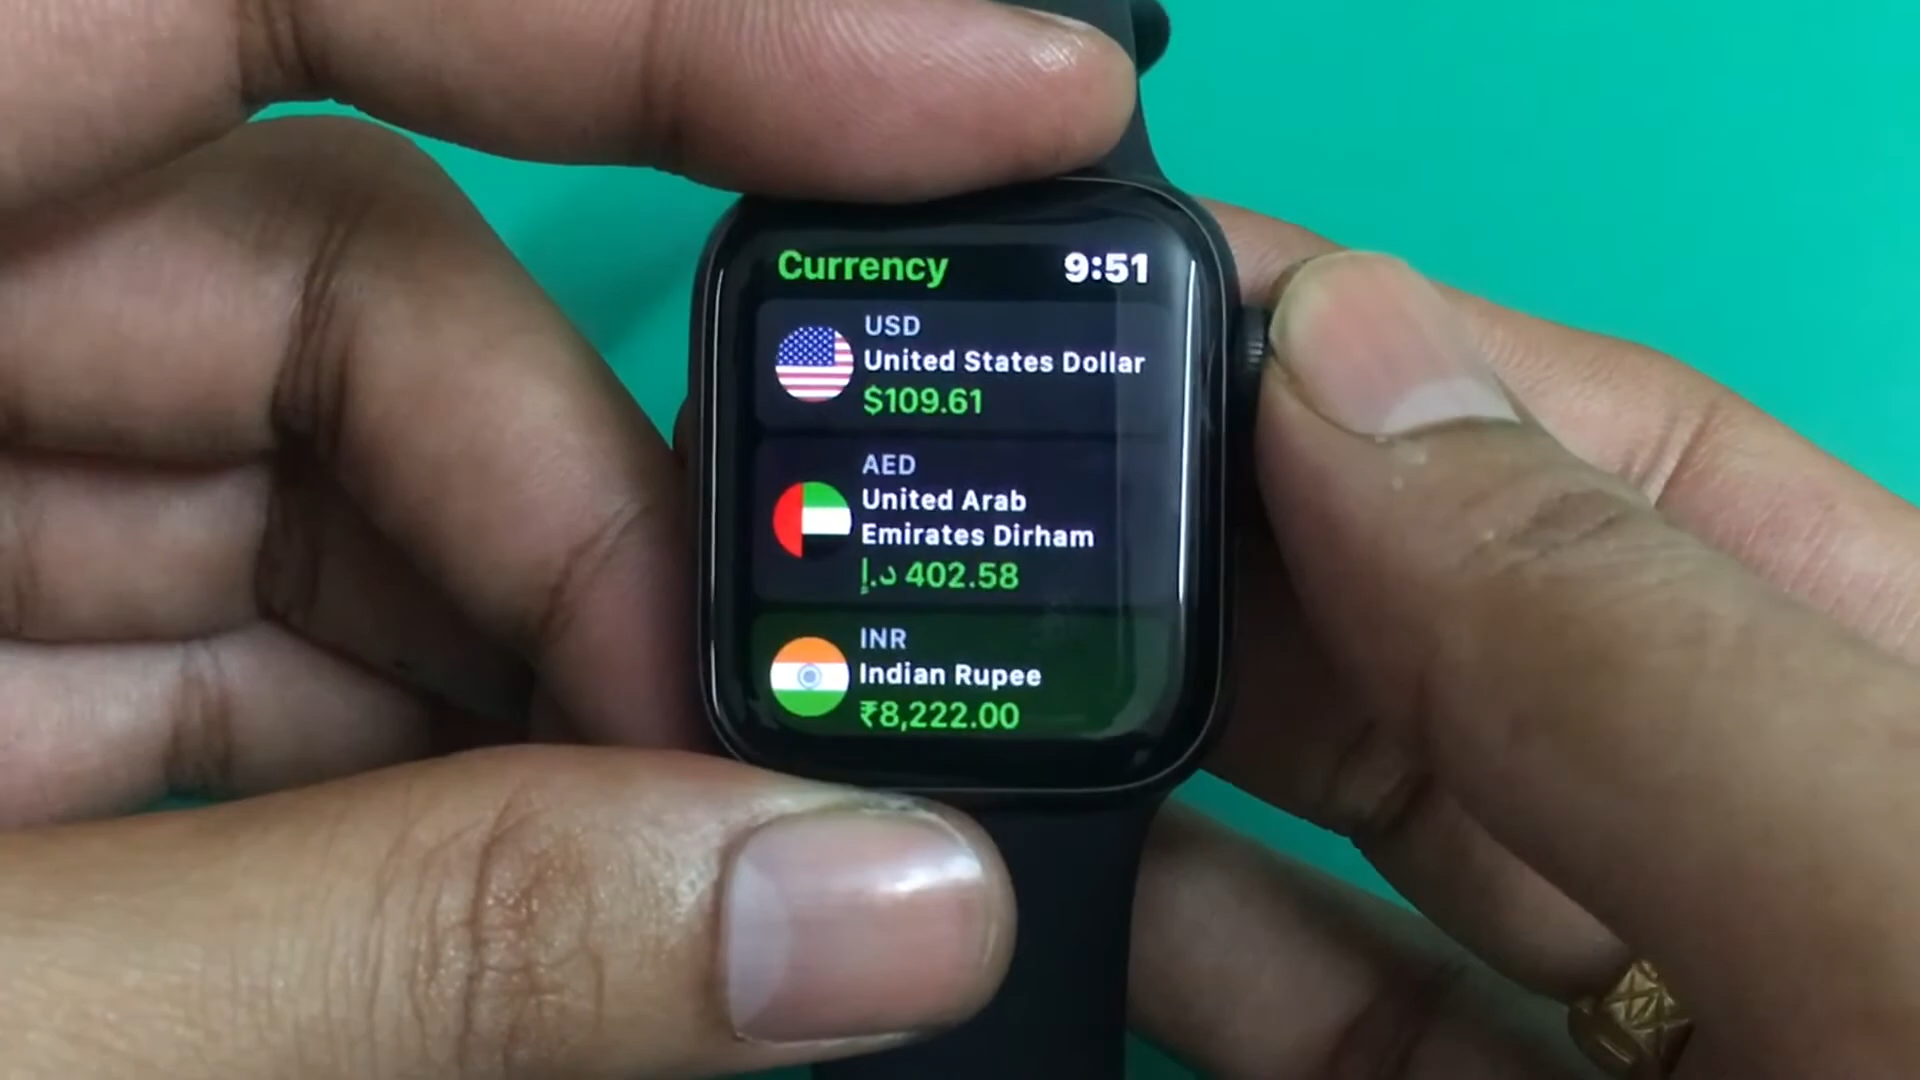 Currency
9:51
USD
United States Dollar
$109.61
AED
United Arab
Emirates Dirham
د.إ 402.58
INR
Indian Rupee
₹8,222.00